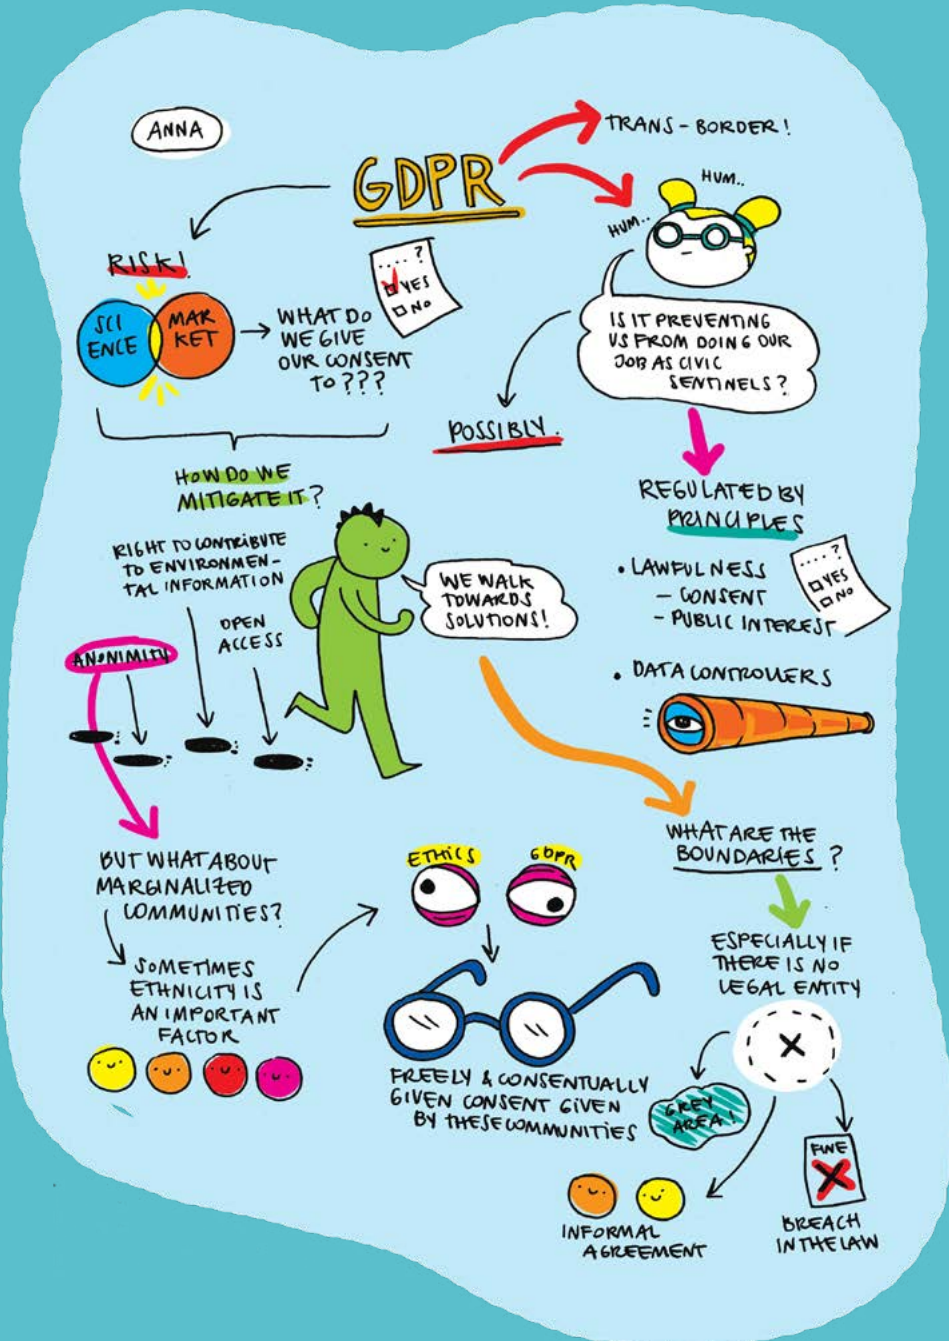 ANNA
GDPR
TRANS-BORDER!
HUM..
HUM..
RISK!
SCI
ENCE
MAR
KET
....?
YES
NO
WHAT DO
WE GIVE
OUR CONSENT
TO ???
IS IT PREVENTING
US FROM DOING OUR
JOB AS CIVIC
SENTINELS?
POSSIBLY.
HOW DO WE
MITIGATE IT?
RIGHT TO CONTRIBUTE
TO ENVIRONMEN-
TAL INFORMATION
OPEN
ACCESS
ANONIMITY
WE WALK
TOWARDS
SOLUTIONS!
REGULATED BY
PRINCIPLES
• LAWFULNESS
- CONSENT
- PUBLIC INTEREST
....?
YES
NO
• DATA CONTROLLERS
WHAT ARE THE
BOUNDARIES?
ESPECIALLY IF
THERE IS NO
LEGAL ENTITY
BUT WHAT ABOUT
MARGINALIZED
COMMUNITIES?
SOMETIMES
ETHNICITY IS
AN IMPORTANT
FACTOR
ETHICS
GDPR
FREELY & CONSENTUALLY
GIVEN CONSENT GIVEN
BY THESE COMMUNITIES
GREY
AREA!
INFORMAL
AGREEMENT
FINE
BREACH
IN THE LAW